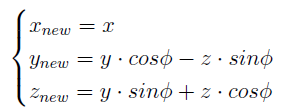 x_new = x
y_new = y · cosϕ − z · sinϕ
z_new = y · sinϕ + z · cosϕ